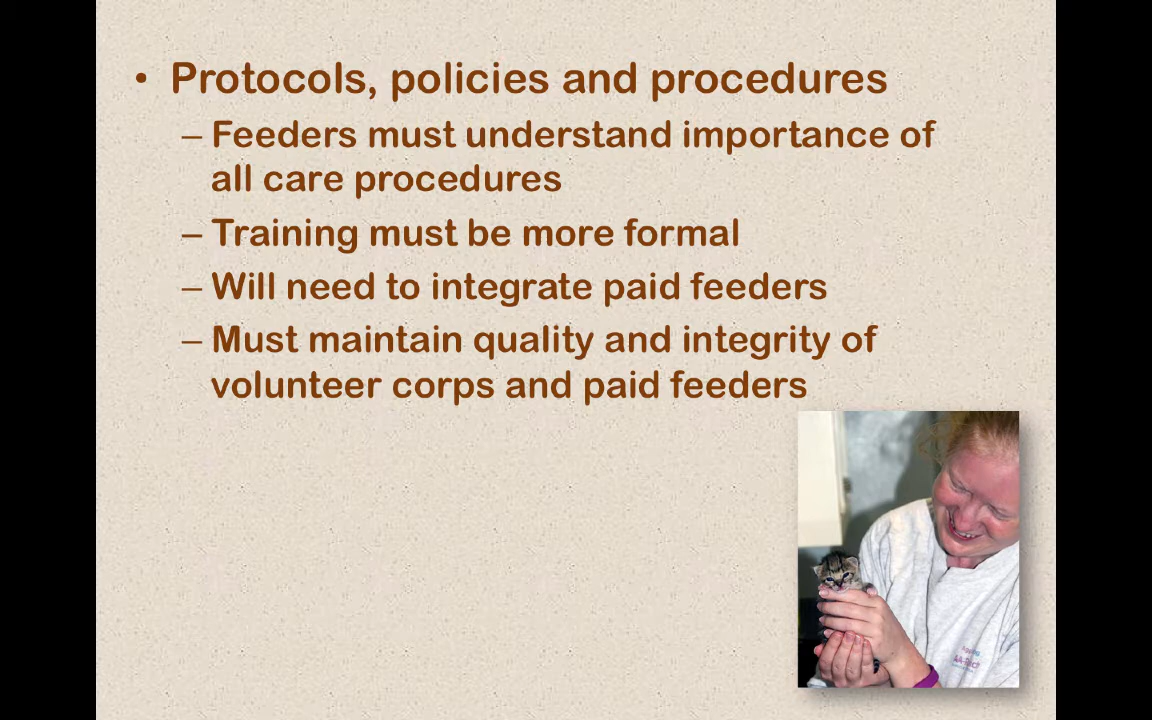 • Protocols, policies and procedures
– Feeders must understand importance of
all care procedures
– Training must be more formal
– Will need to integrate paid feeders
– Must maintain quality and integrity of
volunteer corps and paid feeders